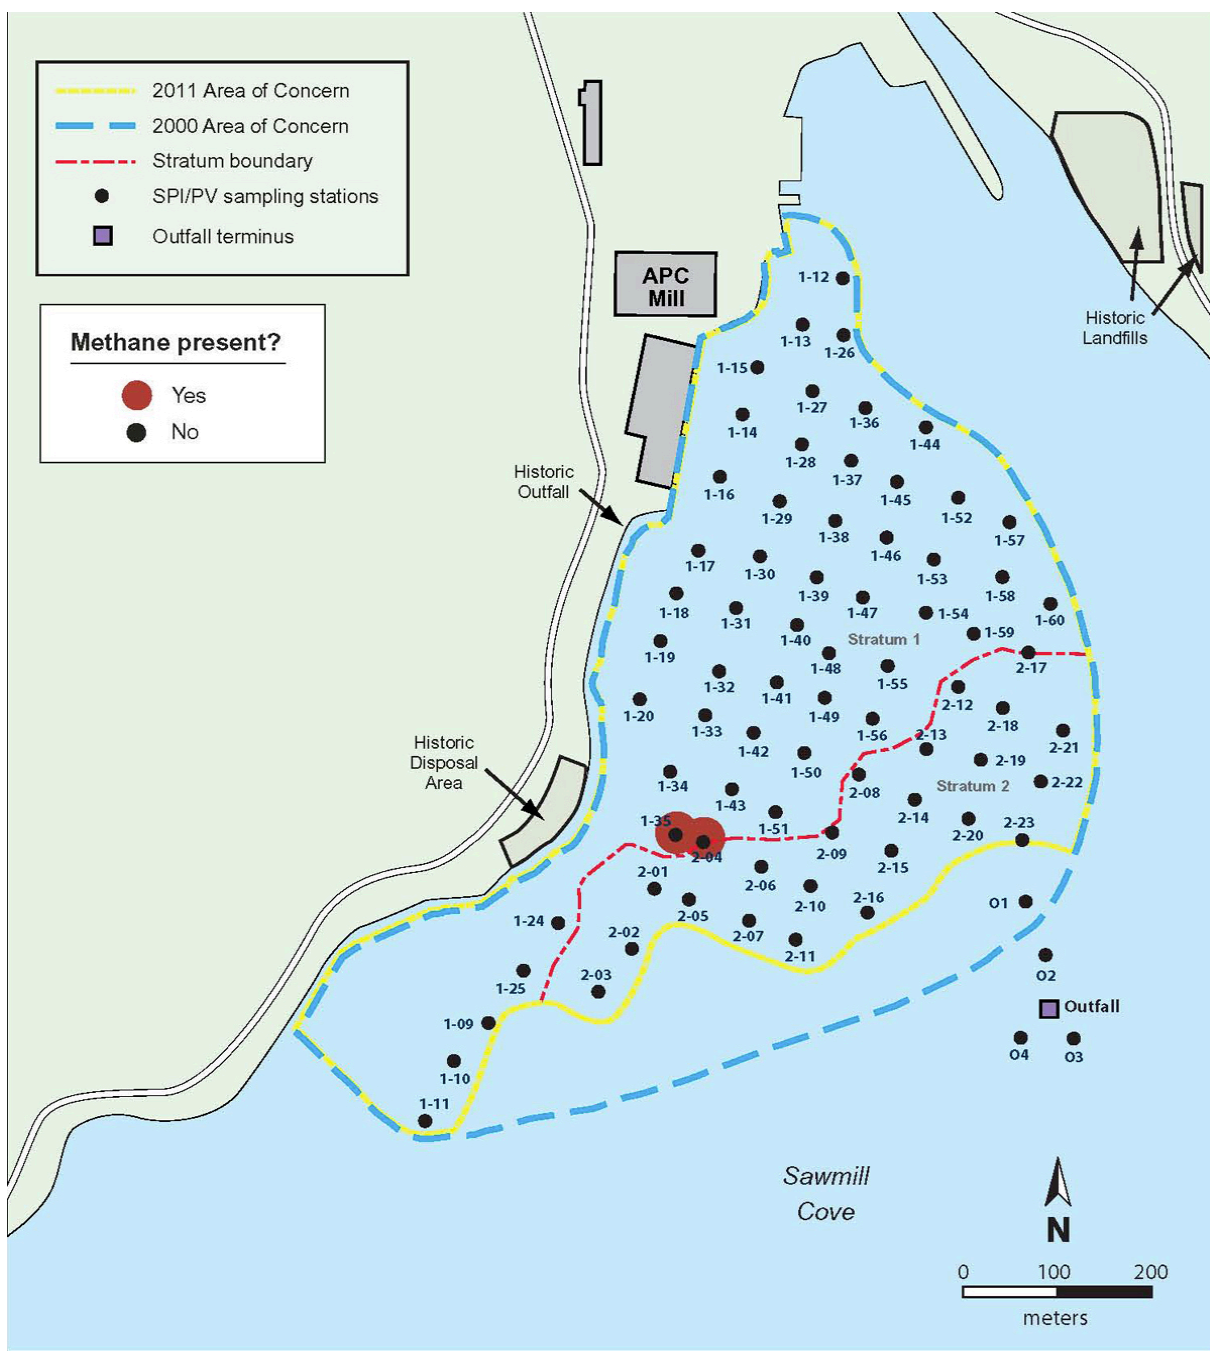 2011 Area of Concern
2000 Area of Concern
Stratum boundary
SPI/PV sampling stations
Outfall terminus
Methane present?
Yes
No
APC
Mill
Historic
Landfills
Historic
Outfall
Historic
Disposal
Area
1-12
1-13
1-26
1-15
1-27
1-36
1-14
1-44
1-28
1-37
1-16
1-45
1-29
1-52
1-38
1-57
1-46
1-17
1-30
1-53
1-39
1-58
1-18
1-47
1-31
1-54
1-60
1-40
1-59
Stratum 1
1-19
1-48
2-17
1-32
1-55
1-41
2-12
1-20
1-49
2-18
1-33
1-56
2-13
1-42
2-21
2-19
1-50
1-34
2-08
2-22
Stratum 2
1-43
2-14
1-35
1-51
2-20
2-23
2-04
2-09
2-15
2-01
2-06
2-05
2-10
2-16
O1
1-24
2-02
2-07
2-11
2-03
1-25
O2
Outfall
1-09
O4
O3
1-10
1-11
Sawmill
Cove
N
0 100 200
meters